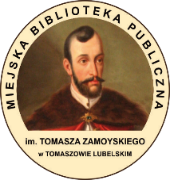 MIEJSKA BIBLIOTEKA PUBLICZNA
im. TOMASZA ZAMOYSKIEGO
w TOMASZOWIE LUBELSKIM